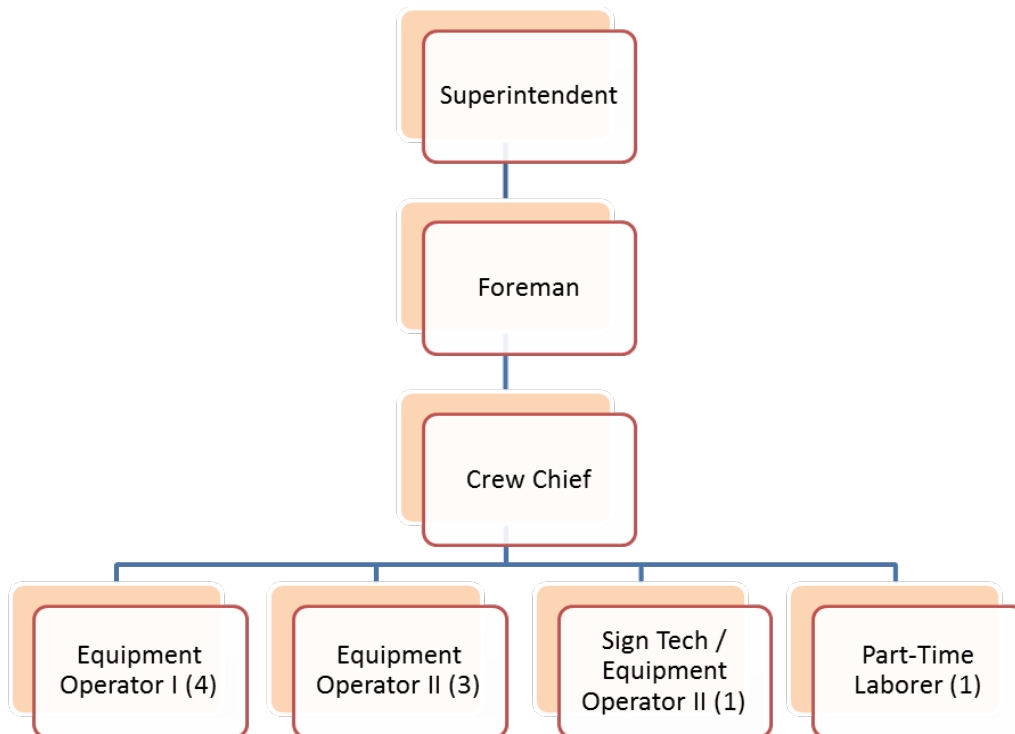 Superintendent
Foreman
Crew Chief
Equipment
Operator I (4)
Equipment
Operator II (3)
Sign Tech /
Equipment
Operator II (1)
Part-Time
Laborer (1)